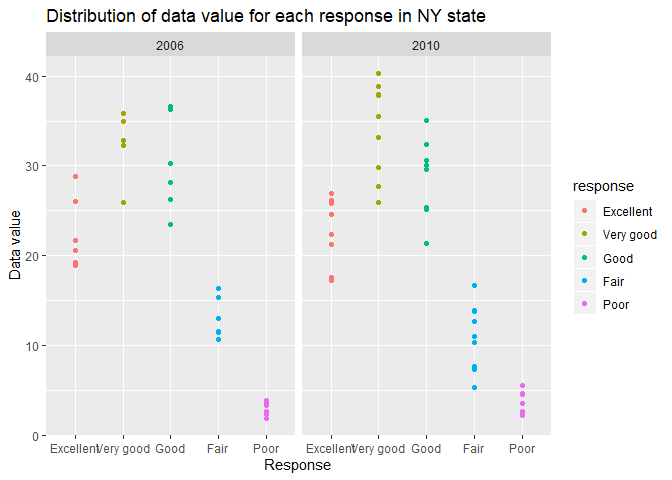 Distribution of data value for each response in NY state
2006 2010
Data value
40
30
20
10
0
Excellent Very good Good Fair Poor Excellent Very good Good Fair Poor
Response
response
Excellent
Very good
Good
Fair
Poor